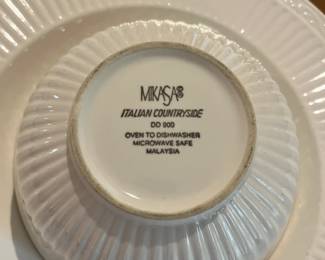 MIKASA®
ITALIAN COUNTRYSIDE
DD 900
OVEN TO DISHWASHER
MICROWAVE SAFE
MALAYSIA